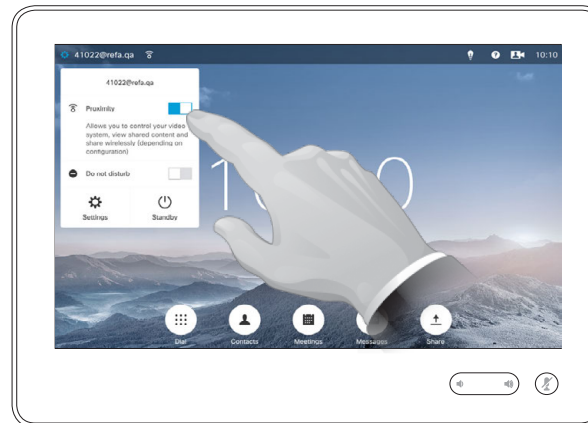 41022@refa.qa
10:10
41022@refa.qa
Proximity
Allows you to control your video
system, view shared content and
share wirelessly (depending on
configuration)
Do not disturb
Settings
Standby
Dial
Contacts
Meetings
Messages
Share